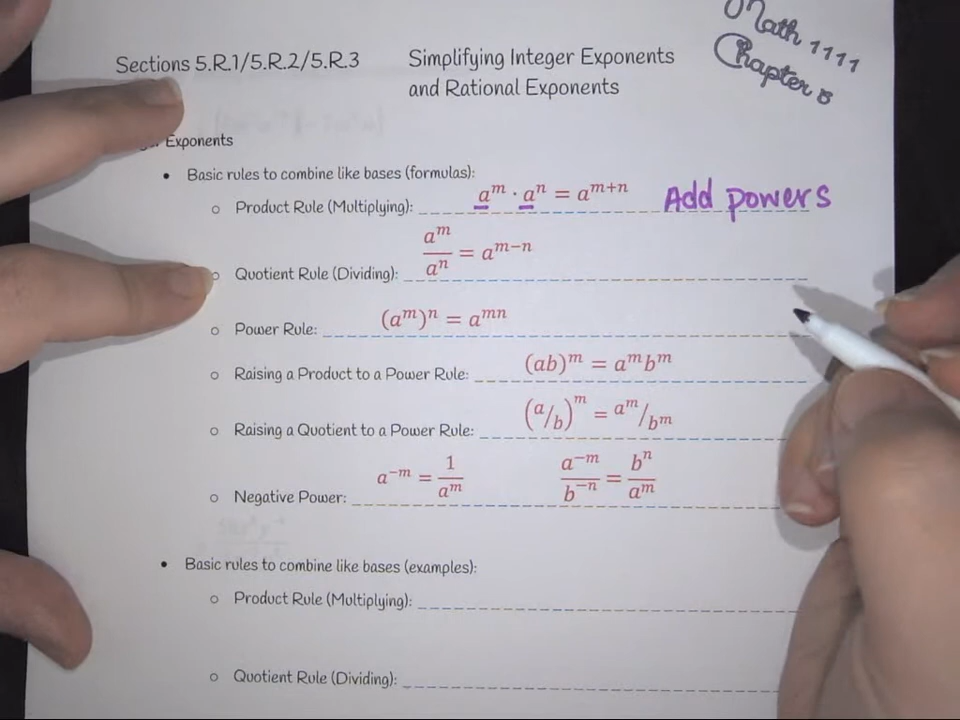 Math 1111
Chapter 5
Sections 5.R.1/5.R.2/5.R.3 Simplifying Integer Exponents
and Rational Exponents
Exponents
• Basic rules to combine like bases (formulas):
○ Product Rule (Multiplying): a^m · a^n = a^{m+n} Add powers
○ Quotient Rule (Dividing): a^m/a^n = a^{m−n}
○ Power Rule: (a^m)^n = a^{mn}
○ Raising a Product to a Power Rule: (ab)^m = a^m b^m
○ Raising a Quotient to a Power Rule: (a/b)^m = a^m/b^m
○ Negative Power: a^{−m} = 1/a^m a^{−m}/b^{−n} = b^n/a^m
• Basic rules to combine like bases (examples):
○ Product Rule (Multiplying):
○ Quotient Rule (Dividing):